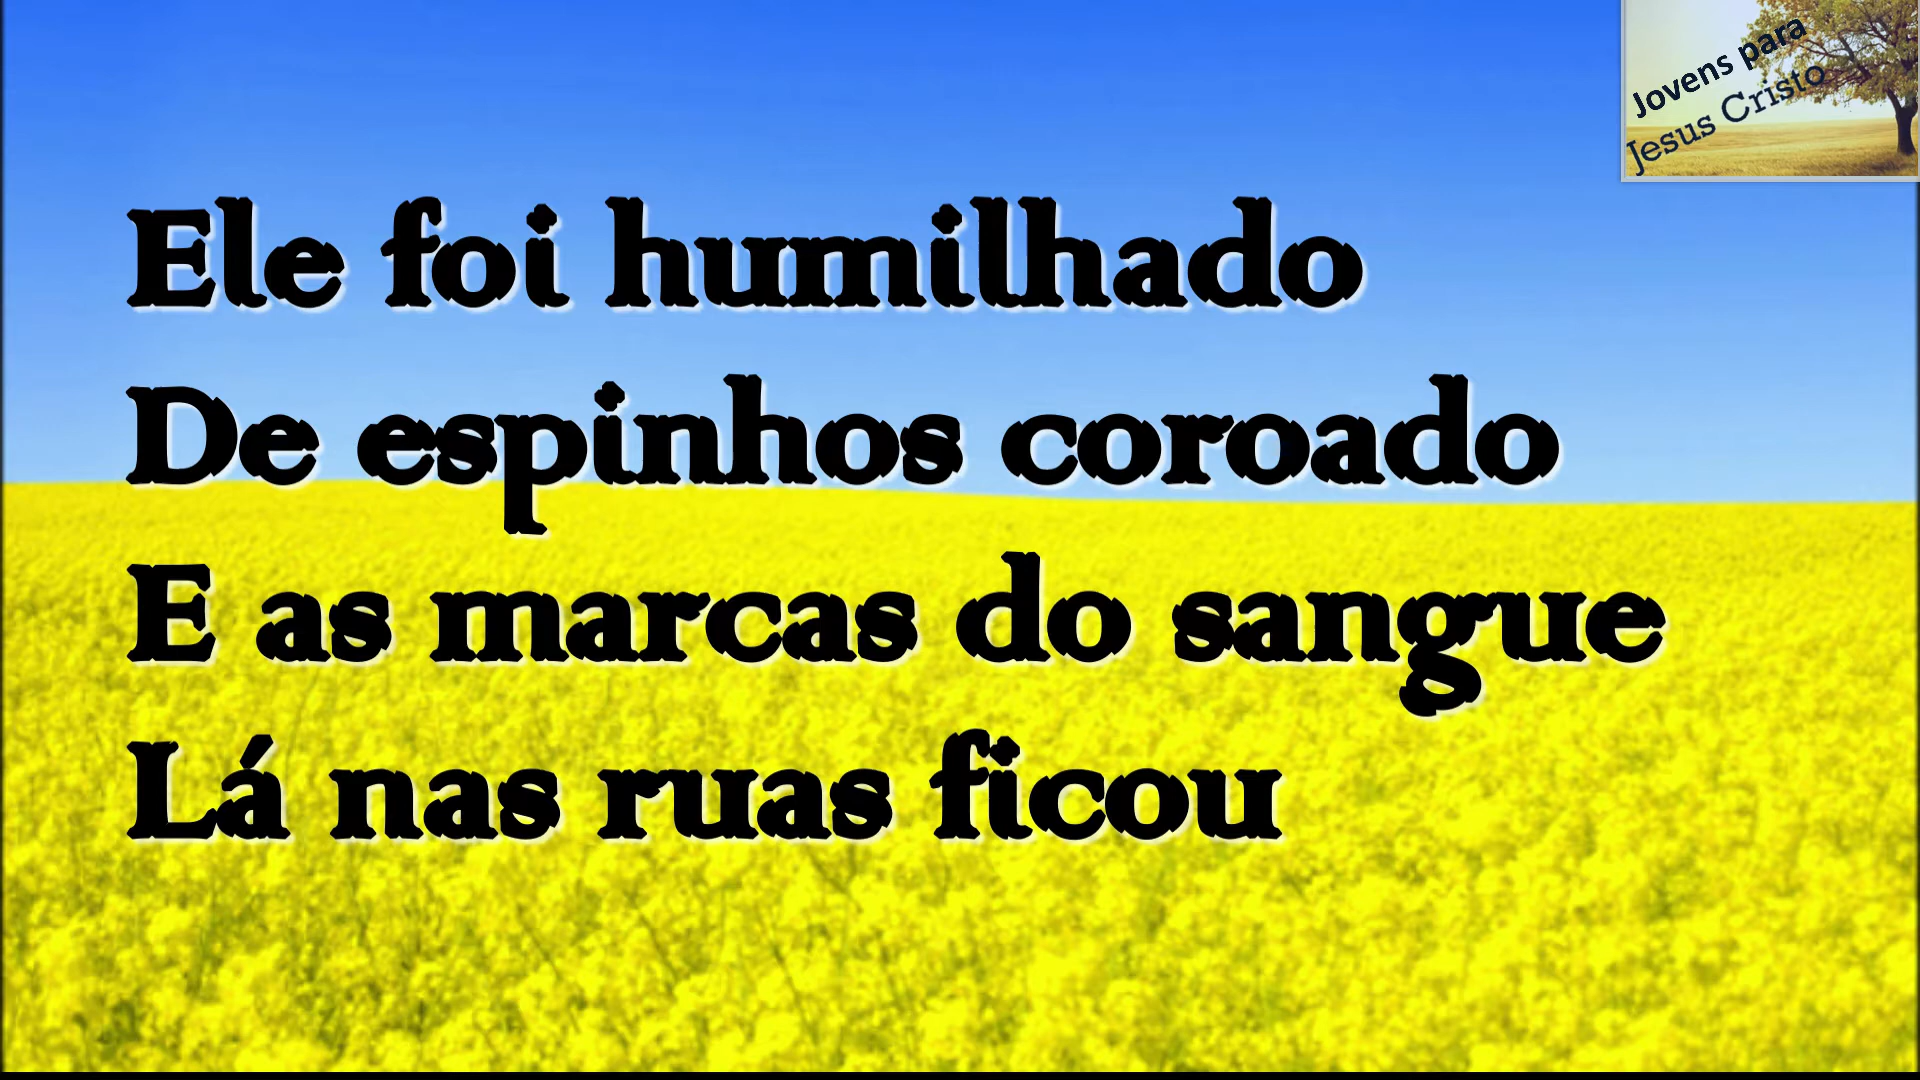 Jovens para
Jesus Cristo
Ele foi humilhado
De espinhos coroado
E as marcas do sangue
Lá nas ruas ficou